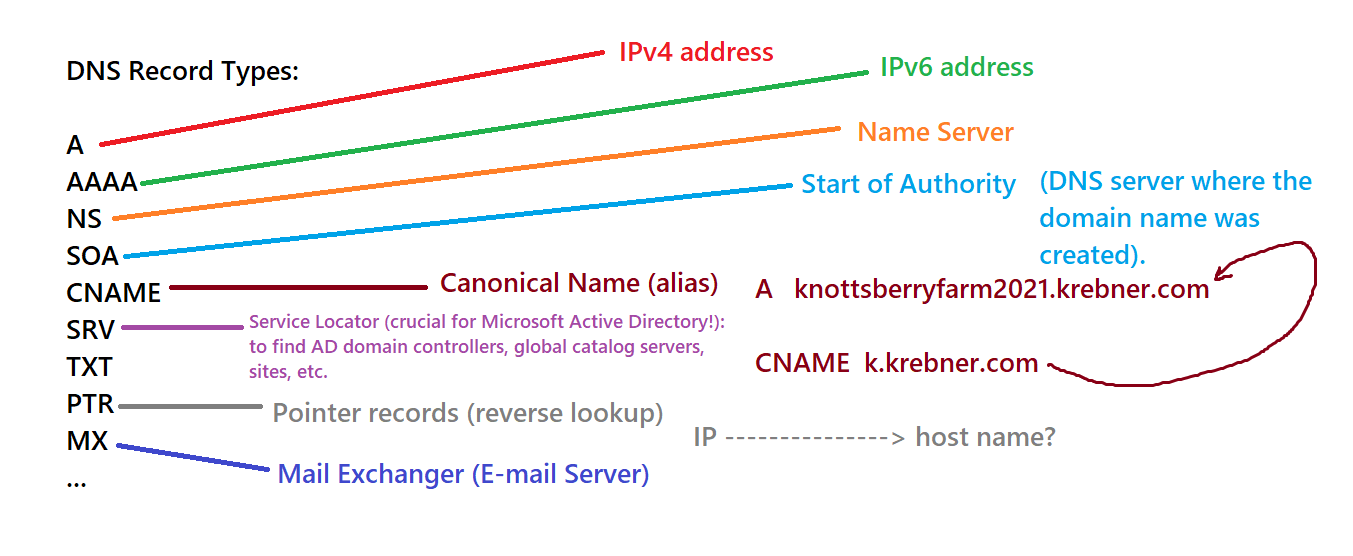 DNS Record Types:
IPv4 address
IPv6 address
A
Name Server
AAAA
Start of Authority
(DNS server where the
domain name was
created).
NS
SOA
CNAME
Canonical Name (alias)
A knottsberryfarm2021.krebner.com
SRV
Service Locator (crucial for Microsoft Active Directory!):
to find AD domain controllers, global catalog servers,
sites, etc.
TXT
CNAME k.krebner.com
PTR
Pointer records (reverse lookup)
MX
IP ---------------> host name?
Mail Exchanger (E-mail Server)
...